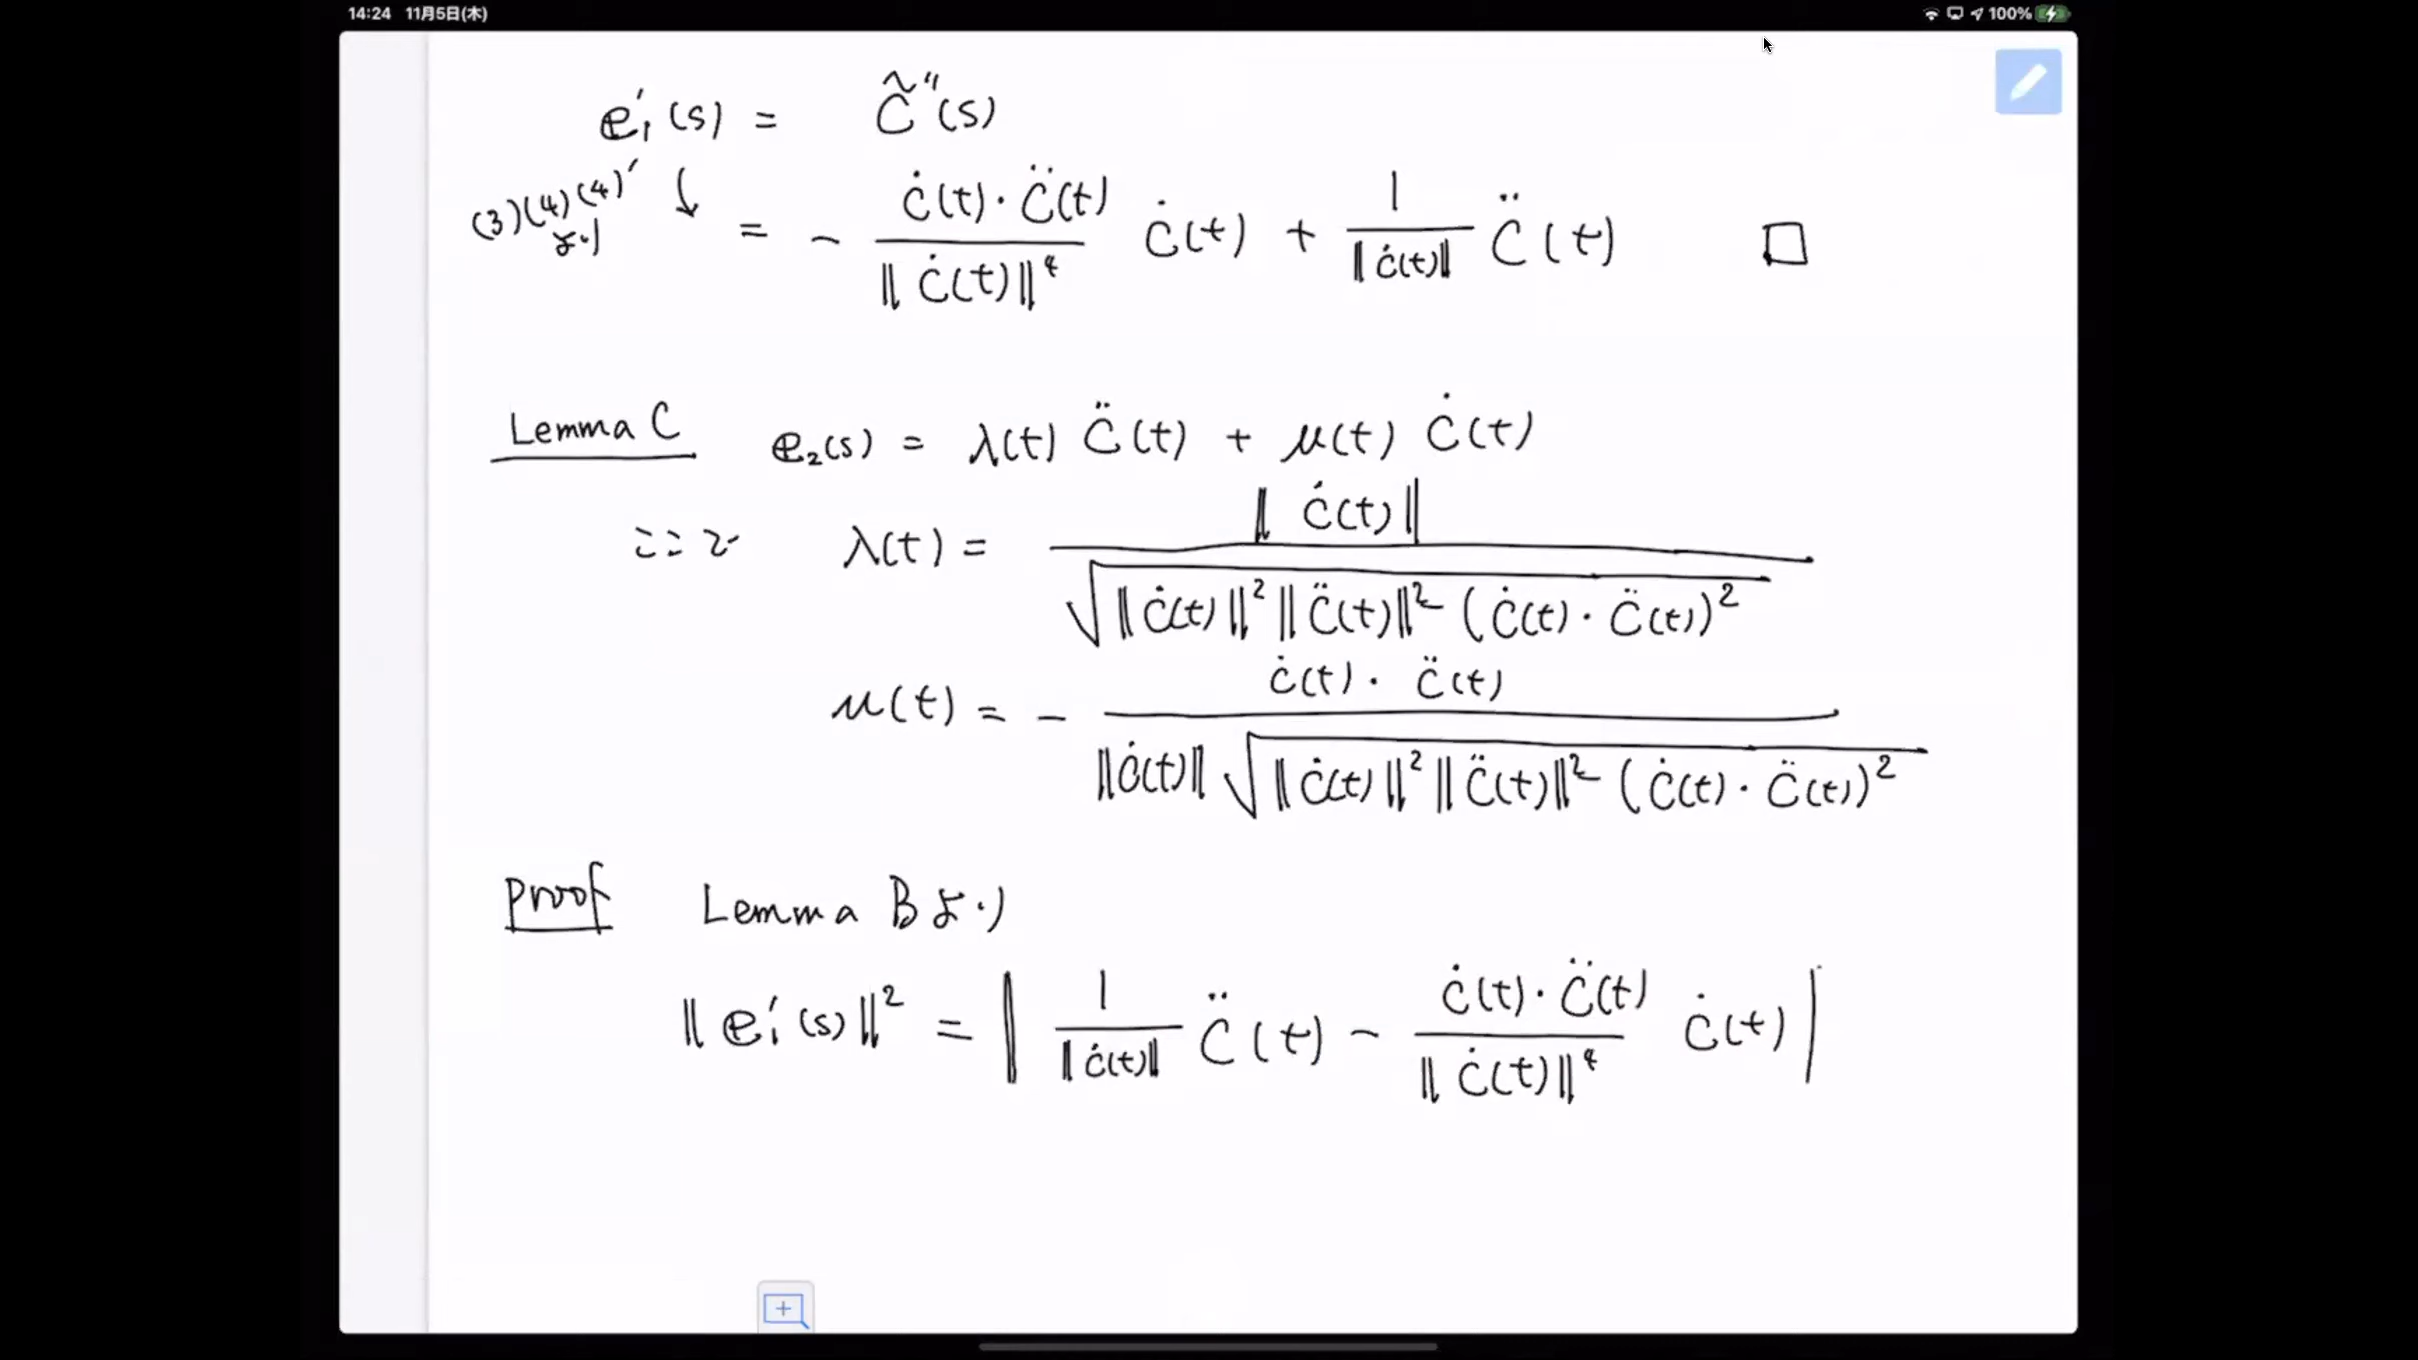 14:24 11月5日(木) 100%
e₁'(s) = C̃''(s)
(3)(4)(4)' より ↓ = - (Ċ(t)・C̈(t)) / ‖Ċ(t)‖⁴ Ċ(t) + 1 / ‖Ċ(t)‖ C̈(t) □
Lemma C e₂(s) = λ(t) C̈(t) + μ(t) Ċ(t)
ここで λ(t) = ‖Ċ(t)‖ / √(‖Ċ(t)‖²‖C̈(t)‖² (Ċ(t)・C̈(t))²)
μ(t) = - Ċ(t)・C̈(t) / (‖Ċ(t)‖ √(‖Ċ(t)‖²‖C̈(t)‖² (Ċ(t)・C̈(t))²))
Proof Lemma B より
‖e₁'(s)‖² = | 1 / ‖Ċ(t)‖ C̈(t) - (Ċ(t)・C̈(t)) / ‖Ċ(t)‖⁴ Ċ(t) |